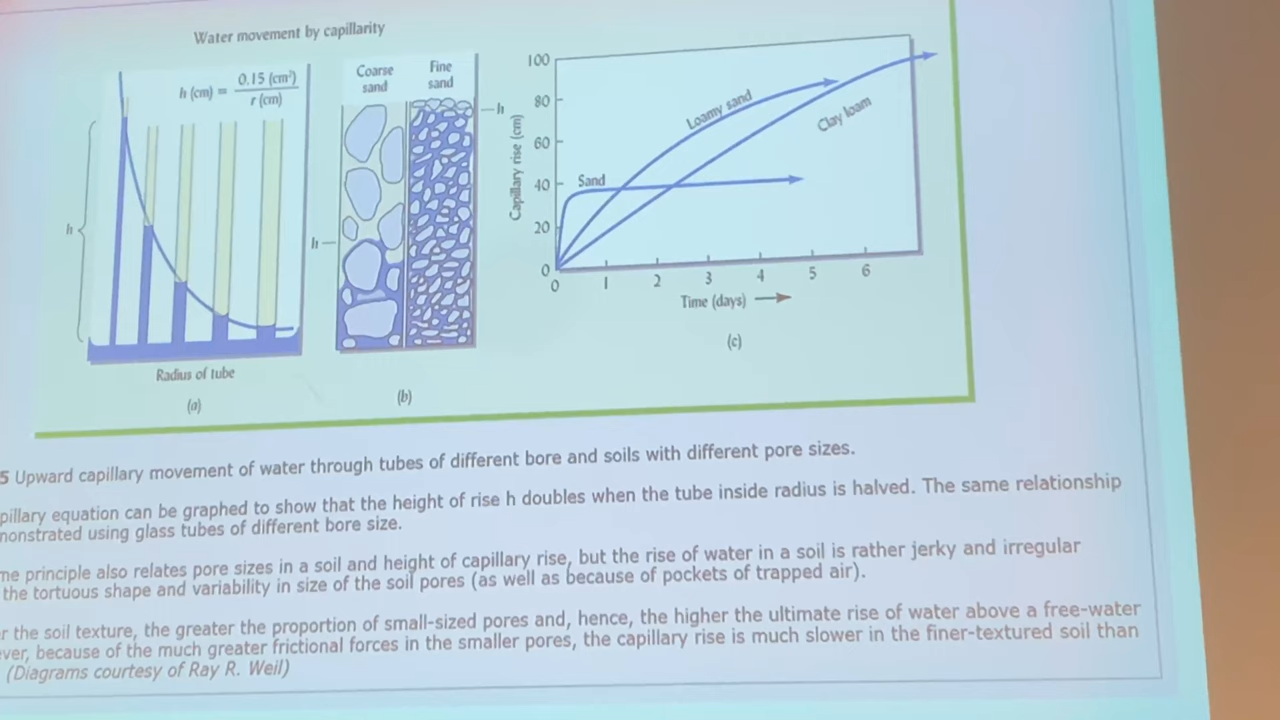 Water movement by capillarity
h (cm) = 0.15 (cm²) / r (cm)
h
Radius of tube
(a)
Coarse sand
Fine sand
h
h
(b)
Capillary rise (cm)
100
80
60
40
20
0
Sand
Loamy sand
Clay loam
0 1 2 3 4 5 6
Time (days)
(c)
5 Upward capillary movement of water through tubes of different bore and soils with different pore sizes.
equation can be graphed to show that the height of rise h doubles when the tube inside radius is halved. The same relationship
using glass tubes of different bore size.
principle also relates pore sizes in a soil and height of capillary rise, but the rise of water in a soil is rather jerky and irregular
the tortuous shape and variability in size of the soil pores (as well as because of pockets of trapped air).
the soil texture, the greater the proportion of small-sized pores and, hence, the higher the ultimate rise of water above a free-water
because of the much greater frictional forces in the smaller pores, the capillary rise is much slower in the finer-textured soil than
(Diagrams courtesy of Ray R. Weil)